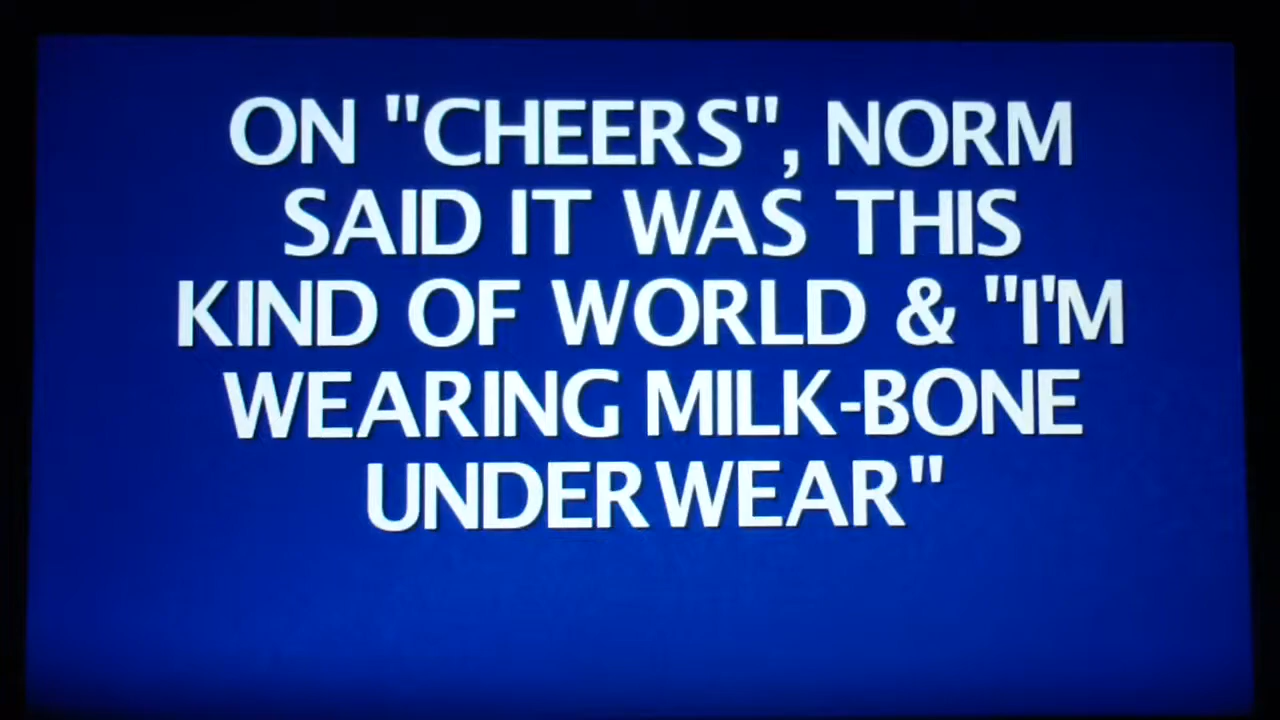 ON "CHEERS", NORM
SAID IT WAS THIS
KIND OF WORLD & "I'M
WEARING MILK-BONE
UNDERWEAR"